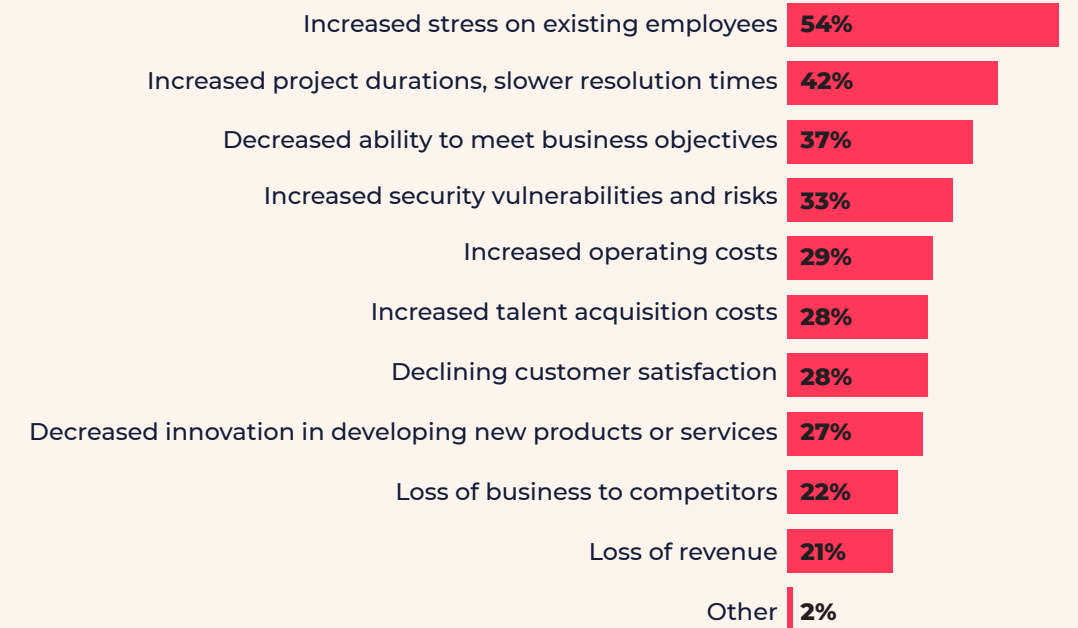 Increased stress on existing employees 54%
Increased project durations, slower resolution times 42%
Decreased ability to meet business objectives 37%
Increased security vulnerabilities and risks 33%
Increased operating costs 29%
Increased talent acquisition costs 28%
Declining customer satisfaction 28%
Decreased innovation in developing new products or services 27%
Loss of business to competitors 22%
Loss of revenue 21%
Other 2%